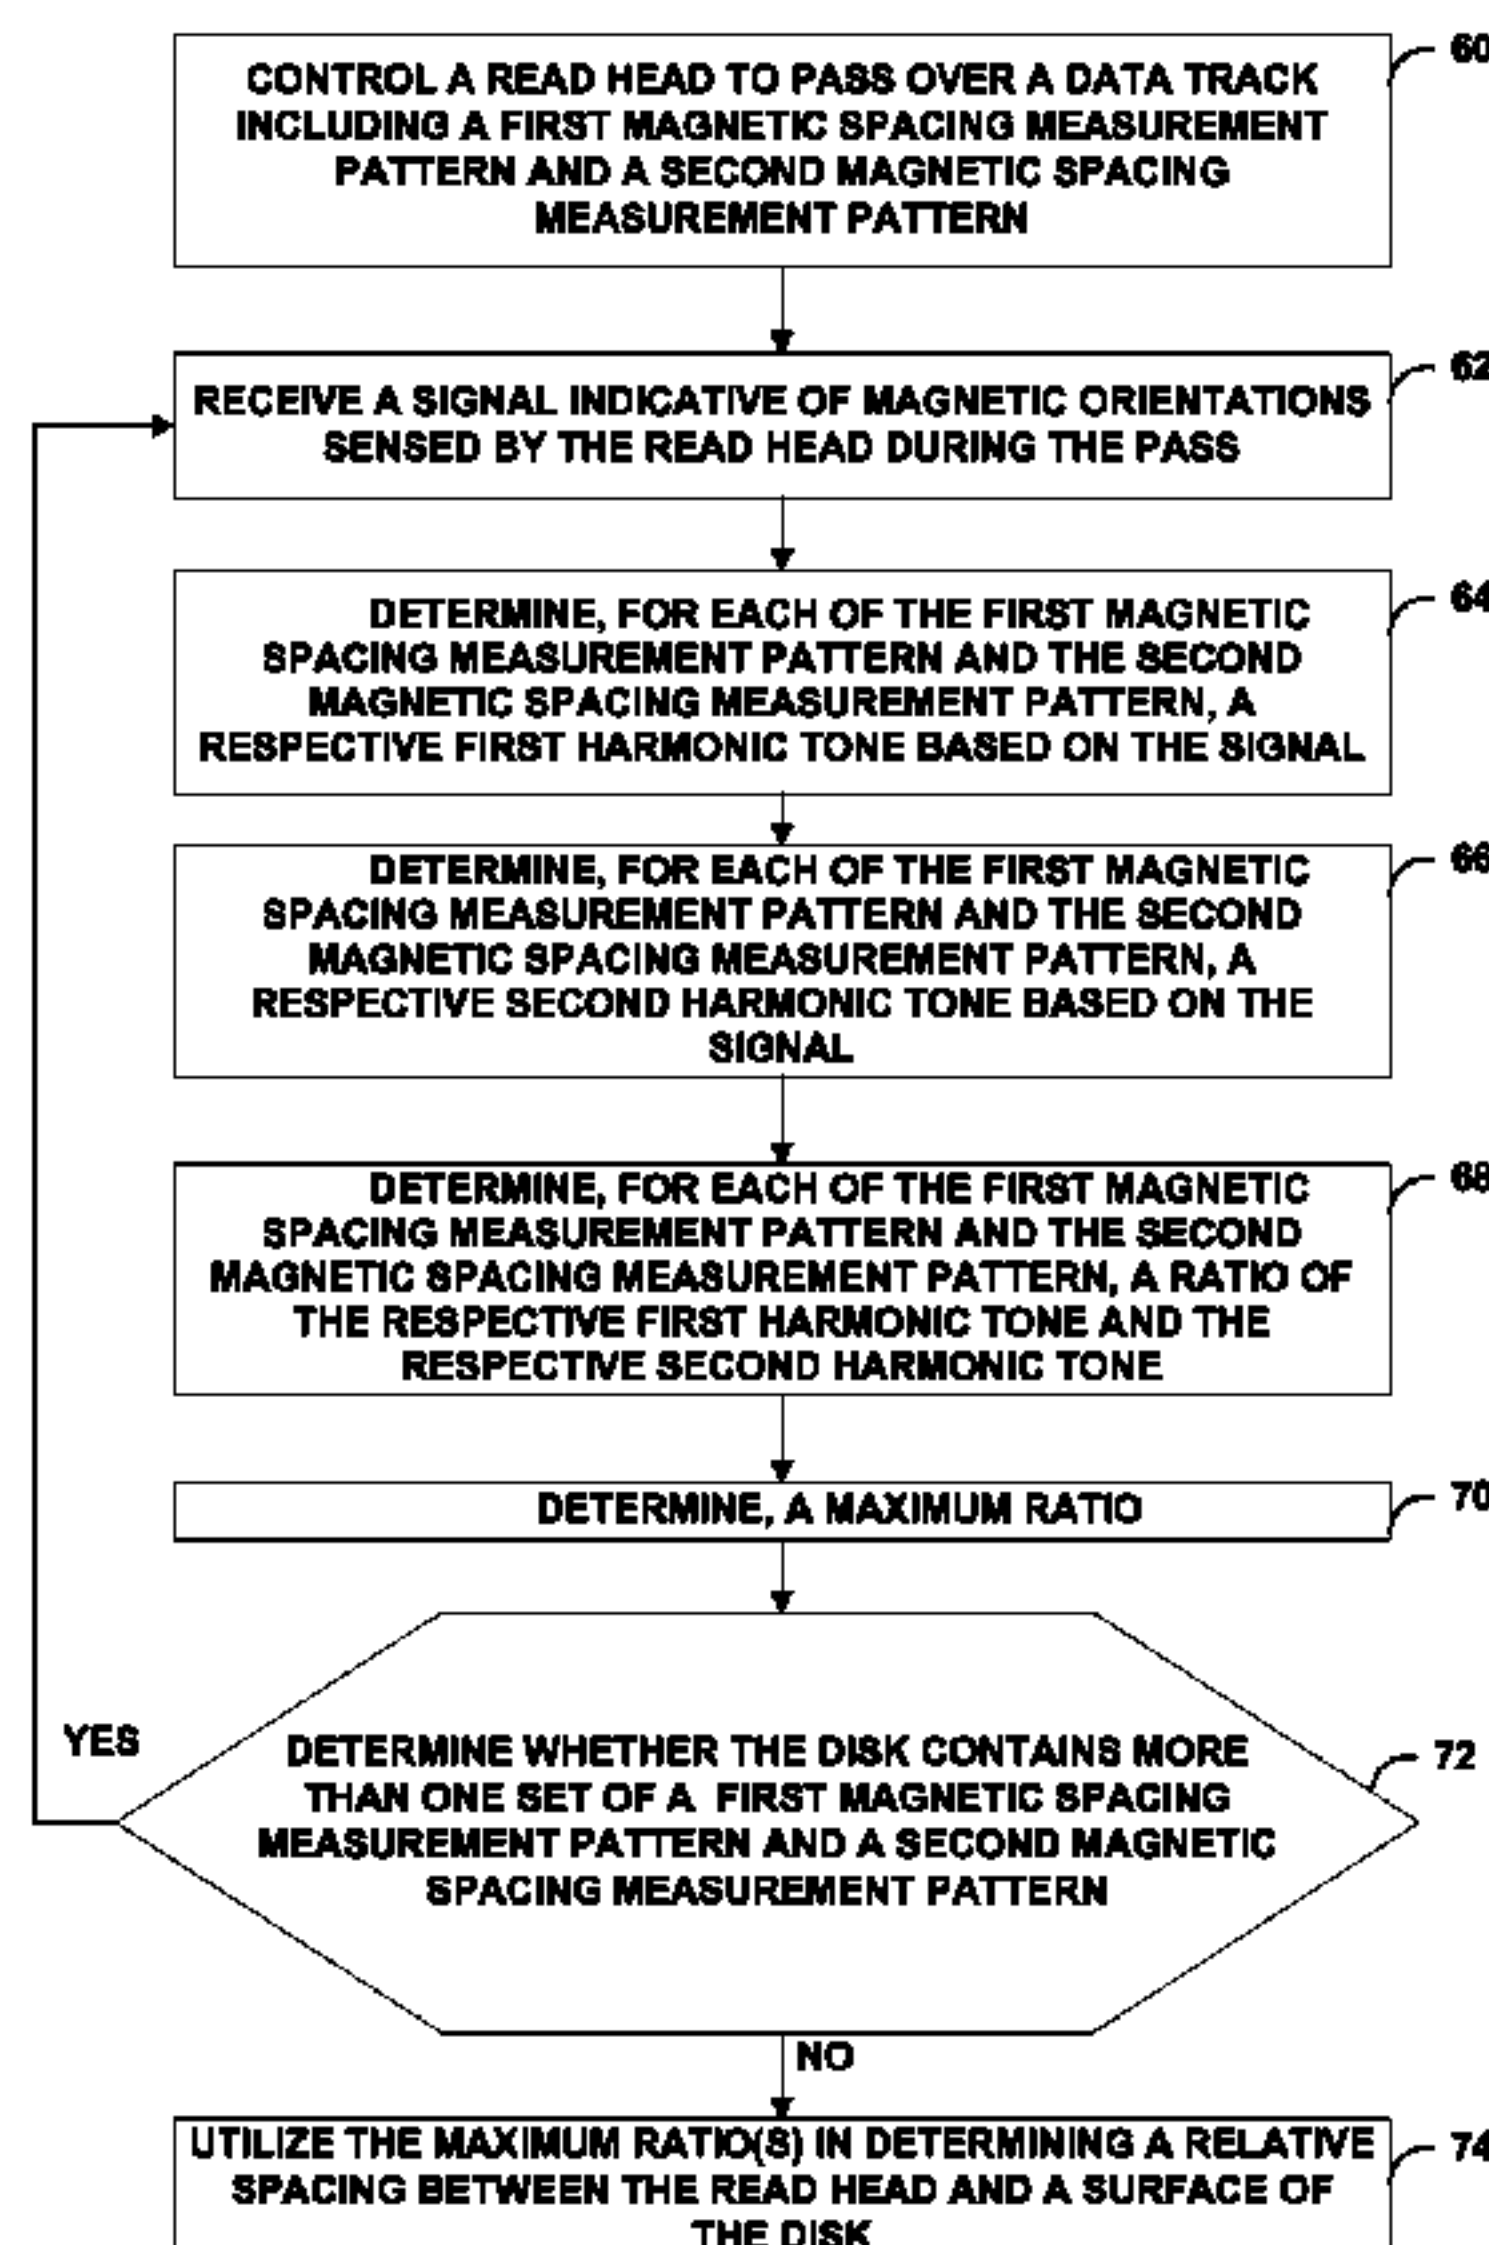 60
CONTROL A READ HEAD TO PASS OVER A DATA TRACK
INCLUDING A FIRST MAGNETIC SPACING MEASUREMENT
PATTERN AND A SECOND MAGNETIC SPACING
MEASUREMENT PATTERN
62
RECEIVE A SIGNAL INDICATIVE OF MAGNETIC ORIENTATIONS
SENSED BY THE READ HEAD DURING THE PASS
64
DETERMINE, FOR EACH OF THE FIRST MAGNETIC
SPACING MEASUREMENT PATTERN AND THE SECOND
MAGNETIC SPACING MEASUREMENT PATTERN, A
RESPECTIVE FIRST HARMONIC TONE BASED ON THE SIGNAL
66
DETERMINE, FOR EACH OF THE FIRST MAGNETIC
SPACING MEASUREMENT PATTERN AND THE SECOND
MAGNETIC SPACING MEASUREMENT PATTERN, A
RESPECTIVE SECOND HARMONIC TONE BASED ON THE
SIGNAL
68
DETERMINE, FOR EACH OF THE FIRST MAGNETIC
SPACING MEASUREMENT PATTERN AND THE SECOND
MAGNETIC SPACING MEASUREMENT PATTERN, A RATIO OF
THE RESPECTIVE FIRST HARMONIC TONE AND THE
RESPECTIVE SECOND HARMONIC TONE
70
DETERMINE, A MAXIMUM RATIO
YES
72
DETERMINE WHETHER THE DISK CONTAINS MORE
THAN ONE SET OF A FIRST MAGNETIC SPACING
MEASUREMENT PATTERN AND A SECOND MAGNETIC
SPACING MEASUREMENT PATTERN
NO
74
UTILIZE THE MAXIMUM RATIO(S) IN DETERMINING A RELATIVE
SPACING BETWEEN THE READ HEAD AND A SURFACE OF
THE DISK